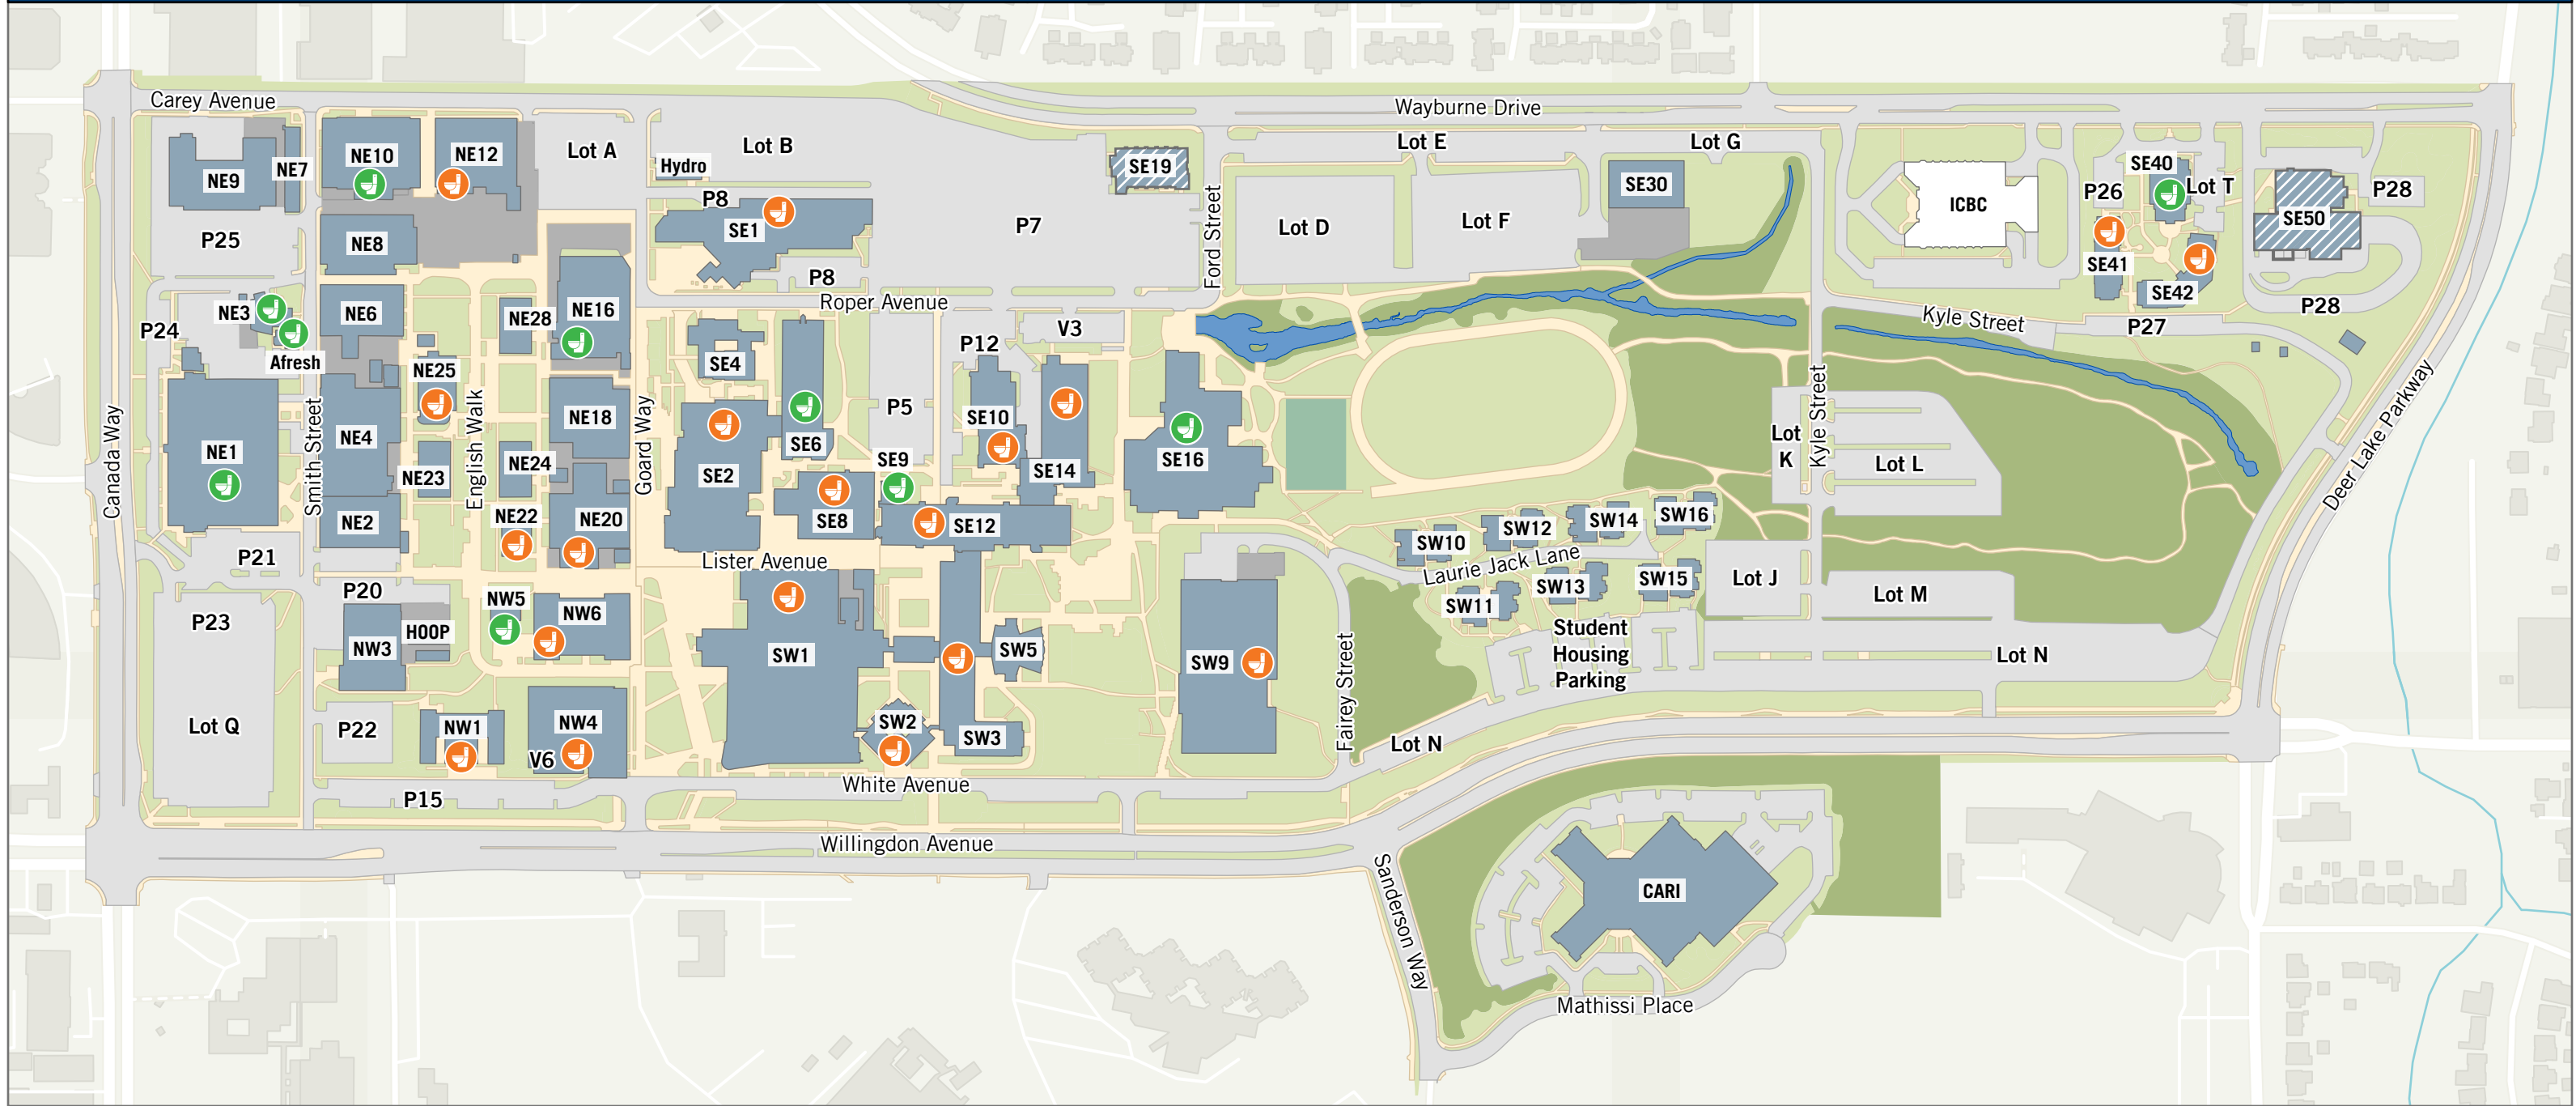 Carey Avenue
Wayburne Drive
Lot E
Lot G
Lot A
Lot B
NE10
NE12
NE7
NE9
Hydro
SE19
SE30
SE40
Lot T
P26
P28
ICBC
P8
SE1
P7
Ford Street
Lot D
Lot F
SE50
P25
NE8
SE41
SE42
P8
Roper Avenue
NE3
NE6
NE28
NE16
P24
V3
Kyle Street
P27
P28
Afresh
P12
SE4
NE25
English Walk
NE18
Goard Way
P5
SE10
Canada Way
Smith Street
NE4
NE1
SE6
SE9
SE14
SE16
SE2
Lot
K
Kyle Street
Lot L
Deer Lake Parkway
NE23
NE24
NE2
NE22
NE20
SE8
SE12
SW10
SW12
SW14
SW16
P21
Lister Avenue
Laurie Jack Lane
P20
SW13
SW15
Lot J
Lot M
P23
NW5
NW6
HOOP
NW3
SW11
SW1
SW5
SW9
Fairey Street
Student
Housing
Parking
Lot N
Lot Q
P22
NW1
NW4
V6
SW2
SW3
Lot N
P15
White Avenue
Willingdon Avenue
Sanderson Way
CARI
Mathissi Place